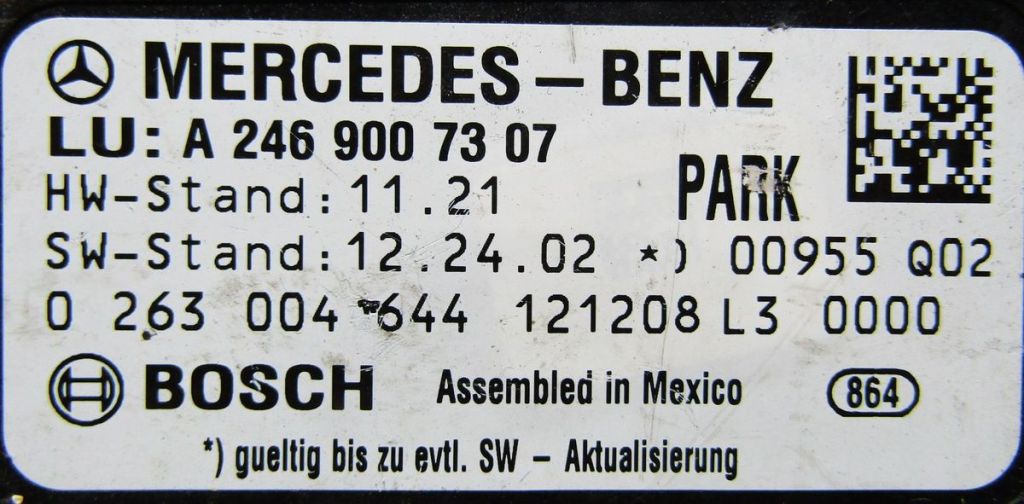 MERCEDES-BENZ
LU: A 246 900 73 07
HW-Stand: 11.21
PARK
SW-Stand: 12.24.02 *) 00955 Q02
0 263 004 644 121208 L3 0000
BOSCH Assembled in Mexico 864
*) gueltig bis zu evtl. SW - Aktualisierung